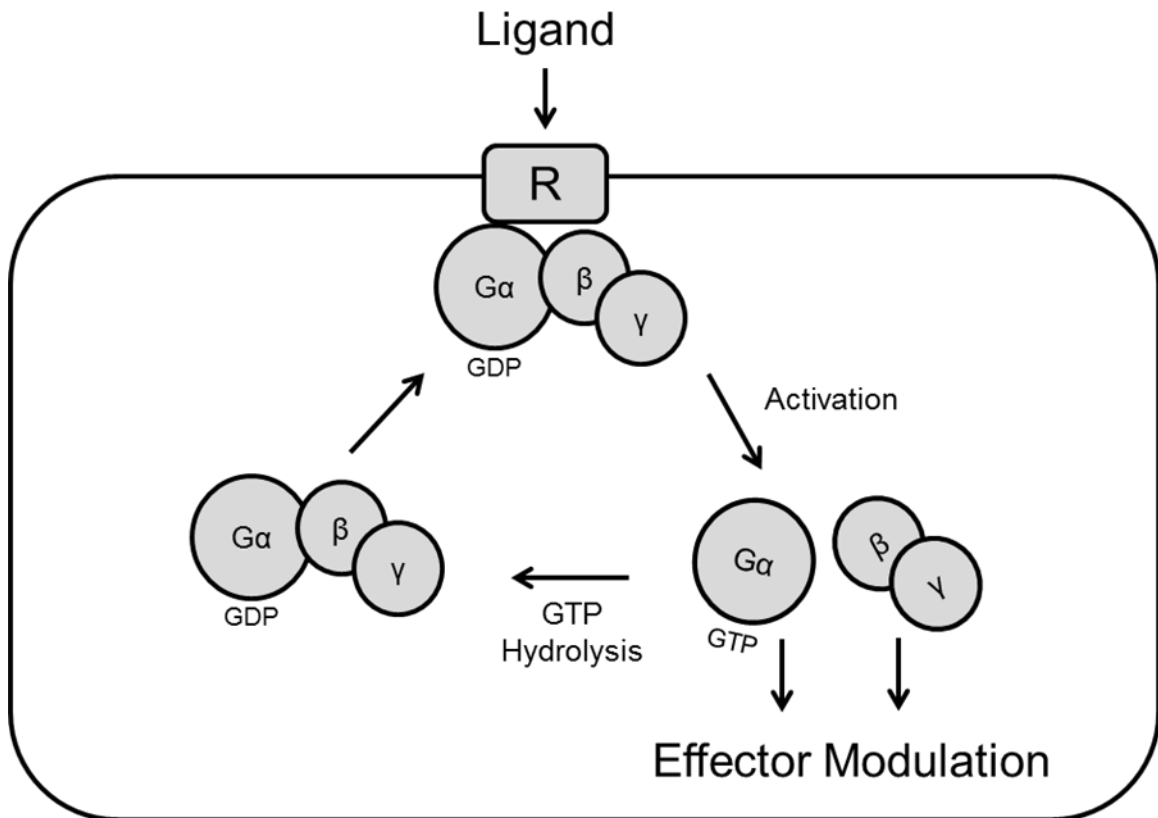 Ligand
R
Gα
β
γ
GDP
Activation
Gα
β
γ
GDP
GTP
Hydrolysis
Gα
GTP
β
γ
Effector Modulation